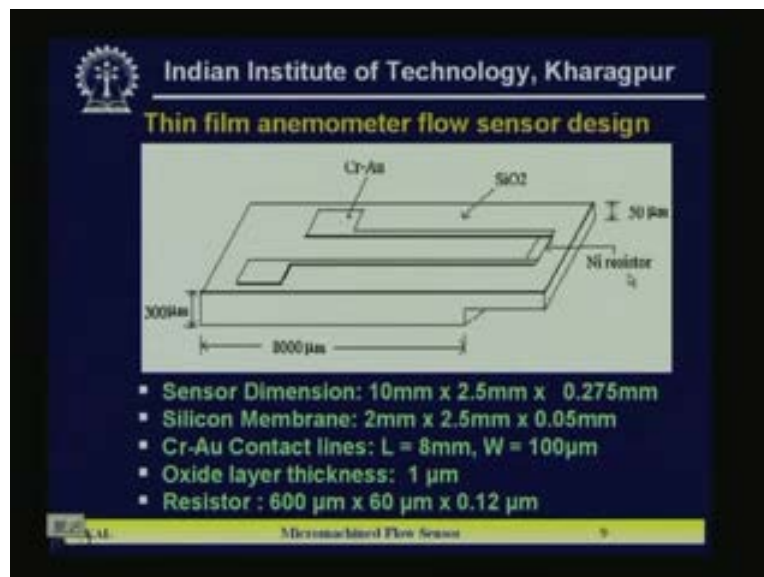 Indian Institute of Technology, Kharagpur
Thin film anemometer flow sensor design
Cr-Au
SiO2
50 µm
Ni resistor
300µm
8000 µm
Sensor Dimension: 10mm x 2.5mm x 0.275mm
Silicon Membrane: 2mm x 2.5mm x 0.05mm
Cr-Au Contact lines: L = 8mm, W = 100µm
Oxide layer thickness: 1 µm
Resistor : 600 µm x 60 µm x 0.12 µm
Micromachined Flow Sensor 9